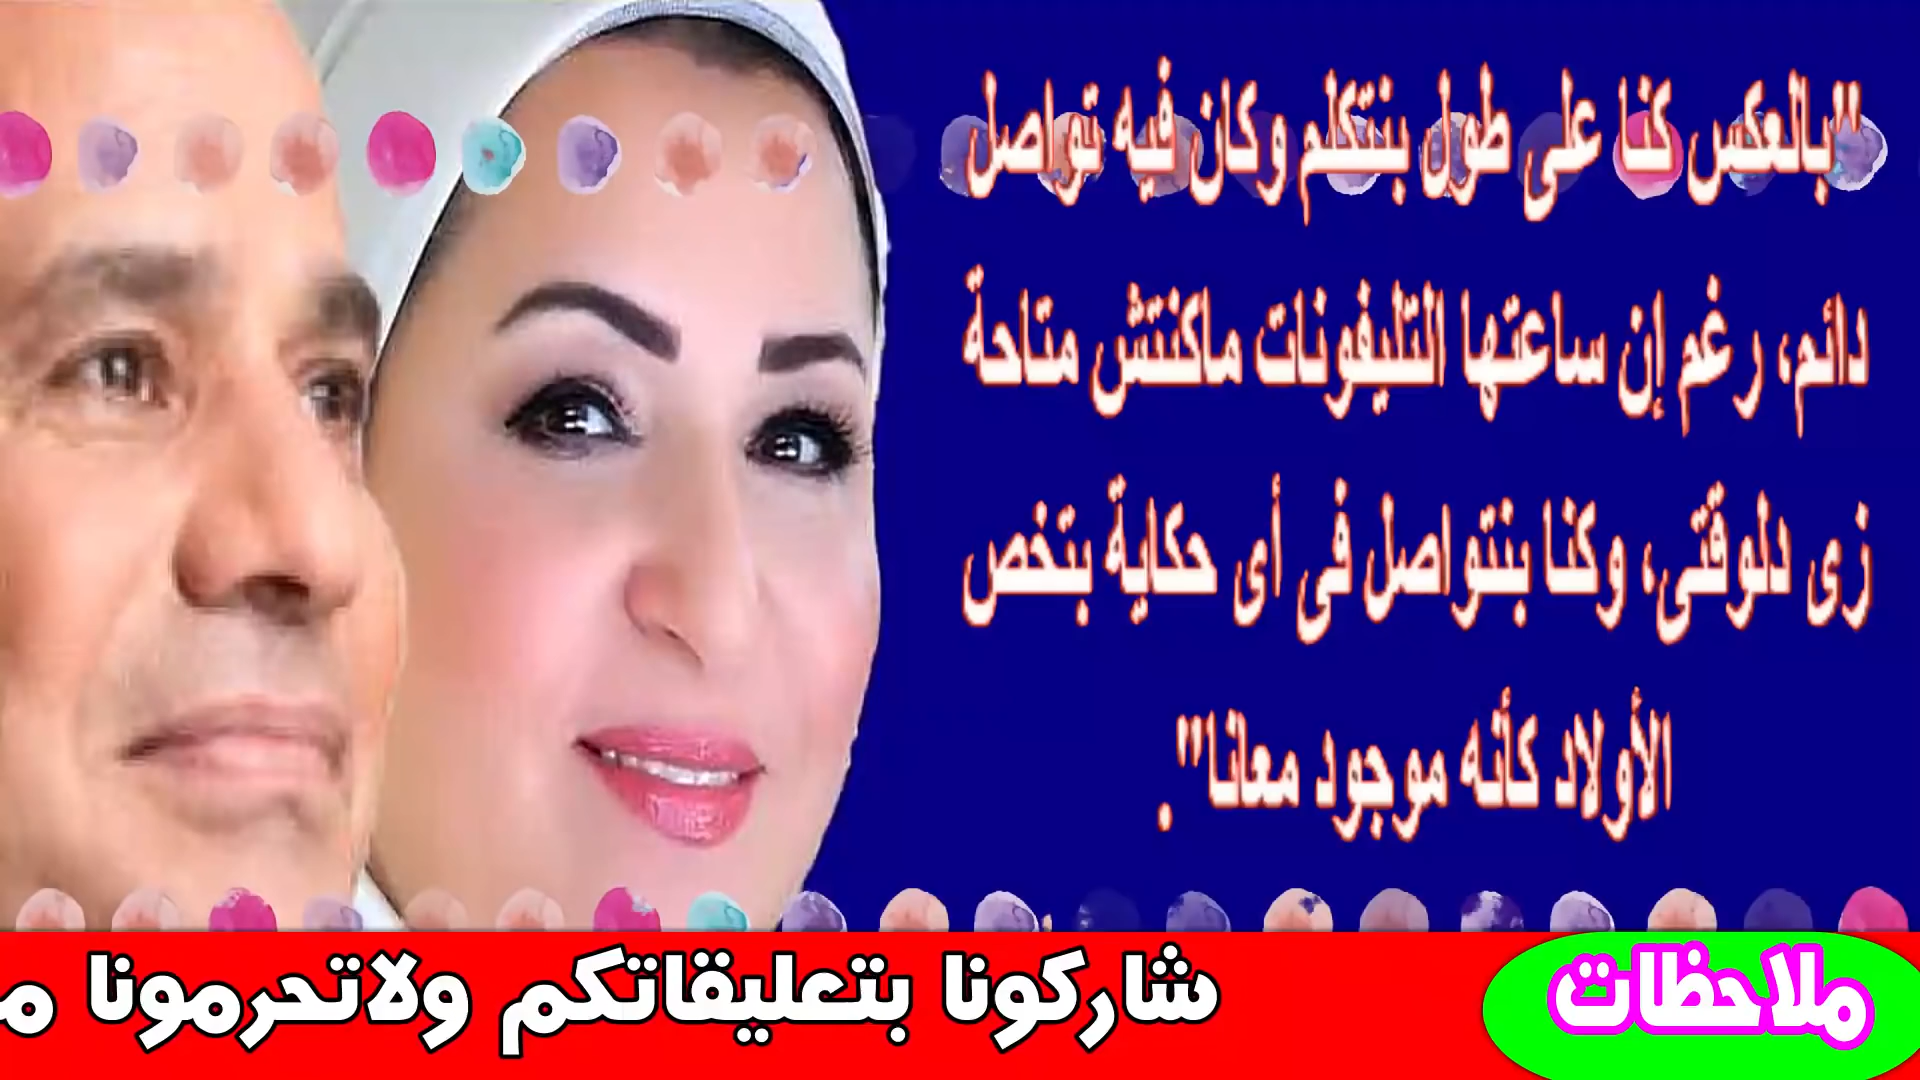 "بالعكس كنا على طول بنتكلم وكان فيه تواصل
دائم، رغم إن ساعتها التليفونات ماكنتش متاحة
زى دلوقتى، وكنا بنتواصل فى أى حكاية بتخص
الأولاد كأنه موجود معانا".
ملاحظات
شاركونا بتعليقاتكم ولاتحرمونا م